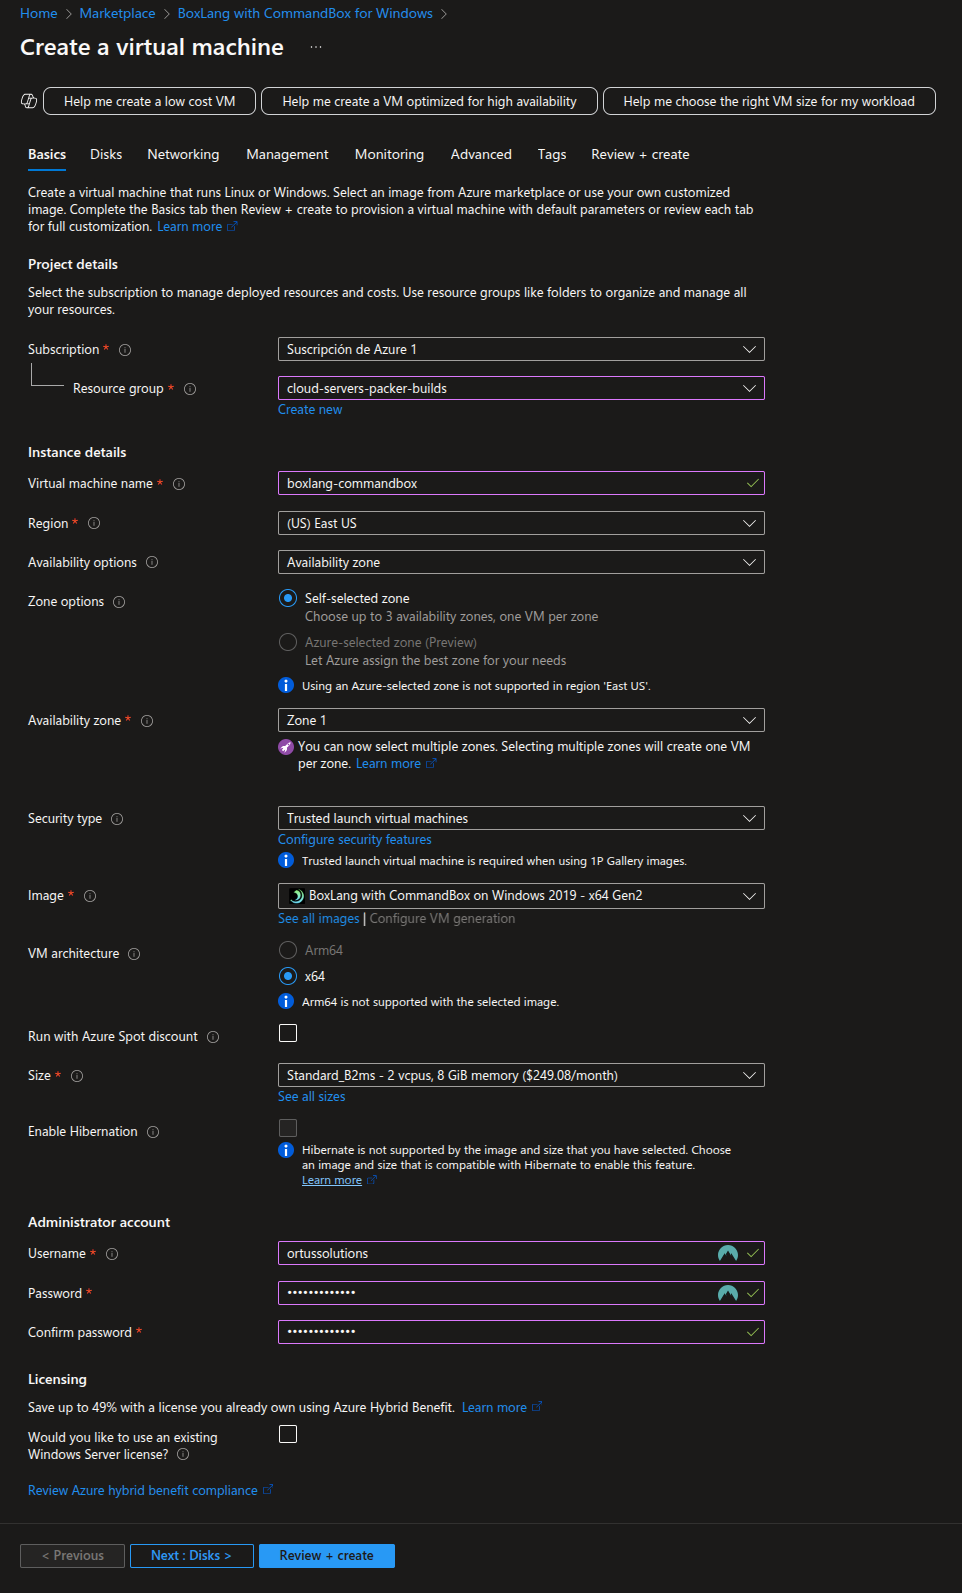 Home > Marketplace > BoxLang with CommandBox for Windows >
Create a virtual machine ...
Help me create a low cost VM Help me create a VM optimized for high availability Help me choose the right VM size for my workload
Basics Disks Networking Management Monitoring Advanced Tags Review + create
Create a virtual machine that runs Linux or Windows. Select an image from Azure marketplace or use your own customized
image. Complete the Basics tab then Review + create to provision a virtual machine with default parameters or review each tab
for full customization. Learn more
Project details
Select the subscription to manage deployed resources and costs. Use resource groups like folders to organize and manage all
your resources.
Subscription * Suscripción de Azure 1
Resource group * cloud-servers-packer-builds
Create new
Instance details
Virtual machine name * boxlang-commandbox
Region * (US) East US
Availability options Availability zone
Zone options Self-selected zone
Choose up to 3 availability zones, one VM per zone
Azure-selected zone (Preview)
Let Azure assign the best zone for your needs
Using an Azure-selected zone is not supported in region 'East US'.
Availability zone * Zone 1
You can now select multiple zones. Selecting multiple zones will create one VM
per zone. Learn more
Security type Trusted launch virtual machines
Configure security features
Trusted launch virtual machine is required when using 1P Gallery images.
Image * BoxLang with CommandBox on Windows 2019 - x64 Gen2
See all images | Configure VM generation
VM architecture Arm64
x64
Arm64 is not supported with the selected image.
Run with Azure Spot discount
Size * Standard_B2ms - 2 vcpus, 8 GiB memory ($249.08/month)
See all sizes
Enable Hibernation
Hibernate is not supported by the image and size that you have selected. Choose
an image and size that is compatible with Hibernate to enable this feature.
Learn more
Administrator account
Username * ortussolutions
Password * •••••••••••••
Confirm password * •••••••••••••
Licensing
Save up to 49% with a license you already own using Azure Hybrid Benefit. Learn more
Would you like to use an existing
Windows Server license?
Review Azure hybrid benefit compliance
< Previous Next : Disks > Review + create